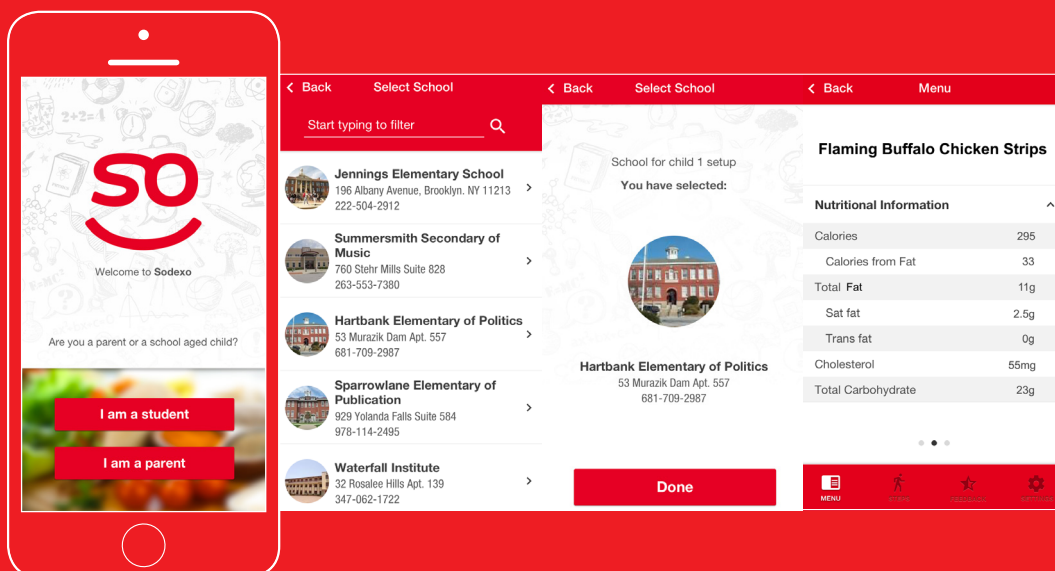 2+2=4
so
Welcome to Sodexo
Are you a parent or a school aged child?
I am a student
I am a parent
Back
Select School
Start typing to filter
Jennings Elementary School
196 Albany Avenue, Brooklyn. NY 11213
222-504-2912
Summersmith Secondary of
Music
760 Stehr Mills Suite 828
263-553-7380
Hartbank Elementary of Politics
53 Murazik Dam Apt. 557
681-709-2987
Sparrowlane Elementary of
Publication
929 Yolanda Falls Suite 584
978-114-2495
Waterfall Institute
32 Rosalee Hills Apt. 139
347-062-1722
Back
Select School
School for child 1 setup
You have selected:
Hartbank Elementary of Politics
53 Murazik Dam Apt. 557
681-709-2987
Done
Back
Menu
Flaming Buffalo Chicken Strips
Nutritional Information
Calories 295
Calories from Fat 33
Total Fat 11g
Sat fat 2.5g
Trans fat 0g
Cholesterol 55mg
Total Carbohydrate 23g
MENU
STEPS
FEEDBACK
SETTINGS